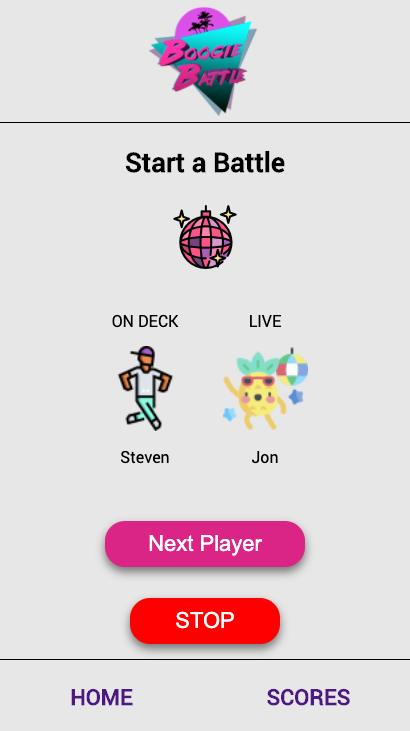 Boogie
Battle
Start a Battle
ON DECK
LIVE
Steven
Jon
Next Player
STOP
HOME
SCORES